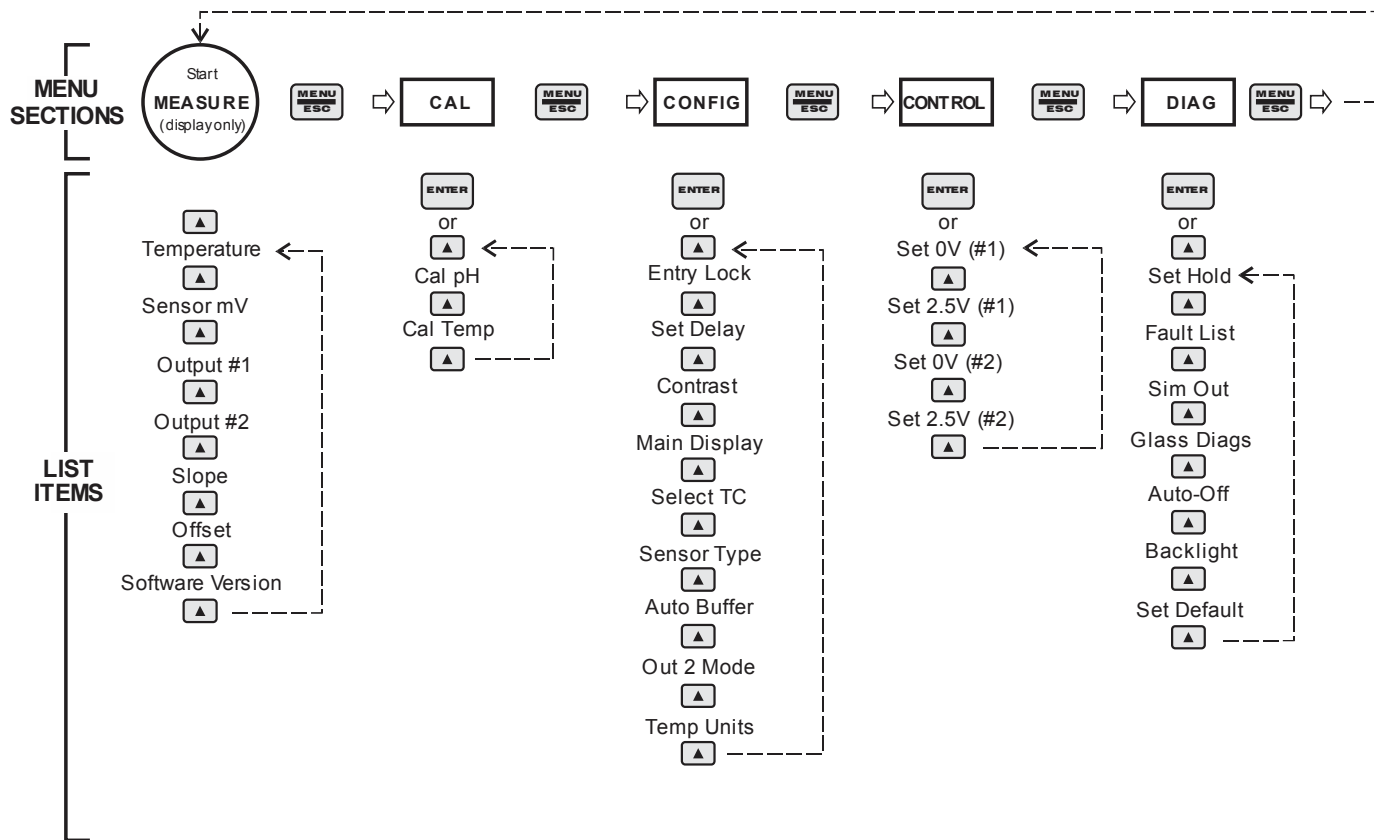 MENU
SECTIONS
Start
MEASURE
(display only)
MENU
ESC
CAL
MENU
ESC
CONFIG
MENU
ESC
CONTROL
MENU
ESC
DIAG
MENU
ESC
LIST
ITEMS
Temperature
Sensor mV
Output #1
Output #2
Slope
Offset
Software Version
ENTER
or
Cal pH
Cal Temp
ENTER
or
Entry Lock
Set Delay
Contrast
Main Display
Select TC
Sensor Type
Auto Buffer
Out 2 Mode
Temp Units
ENTER
or
Set 0V (#1)
Set 2.5V (#1)
Set 0V (#2)
Set 2.5V (#2)
ENTER
or
Set Hold
Fault List
Sim Out
Glass Diags
Auto-Off
Backlight
Set Default